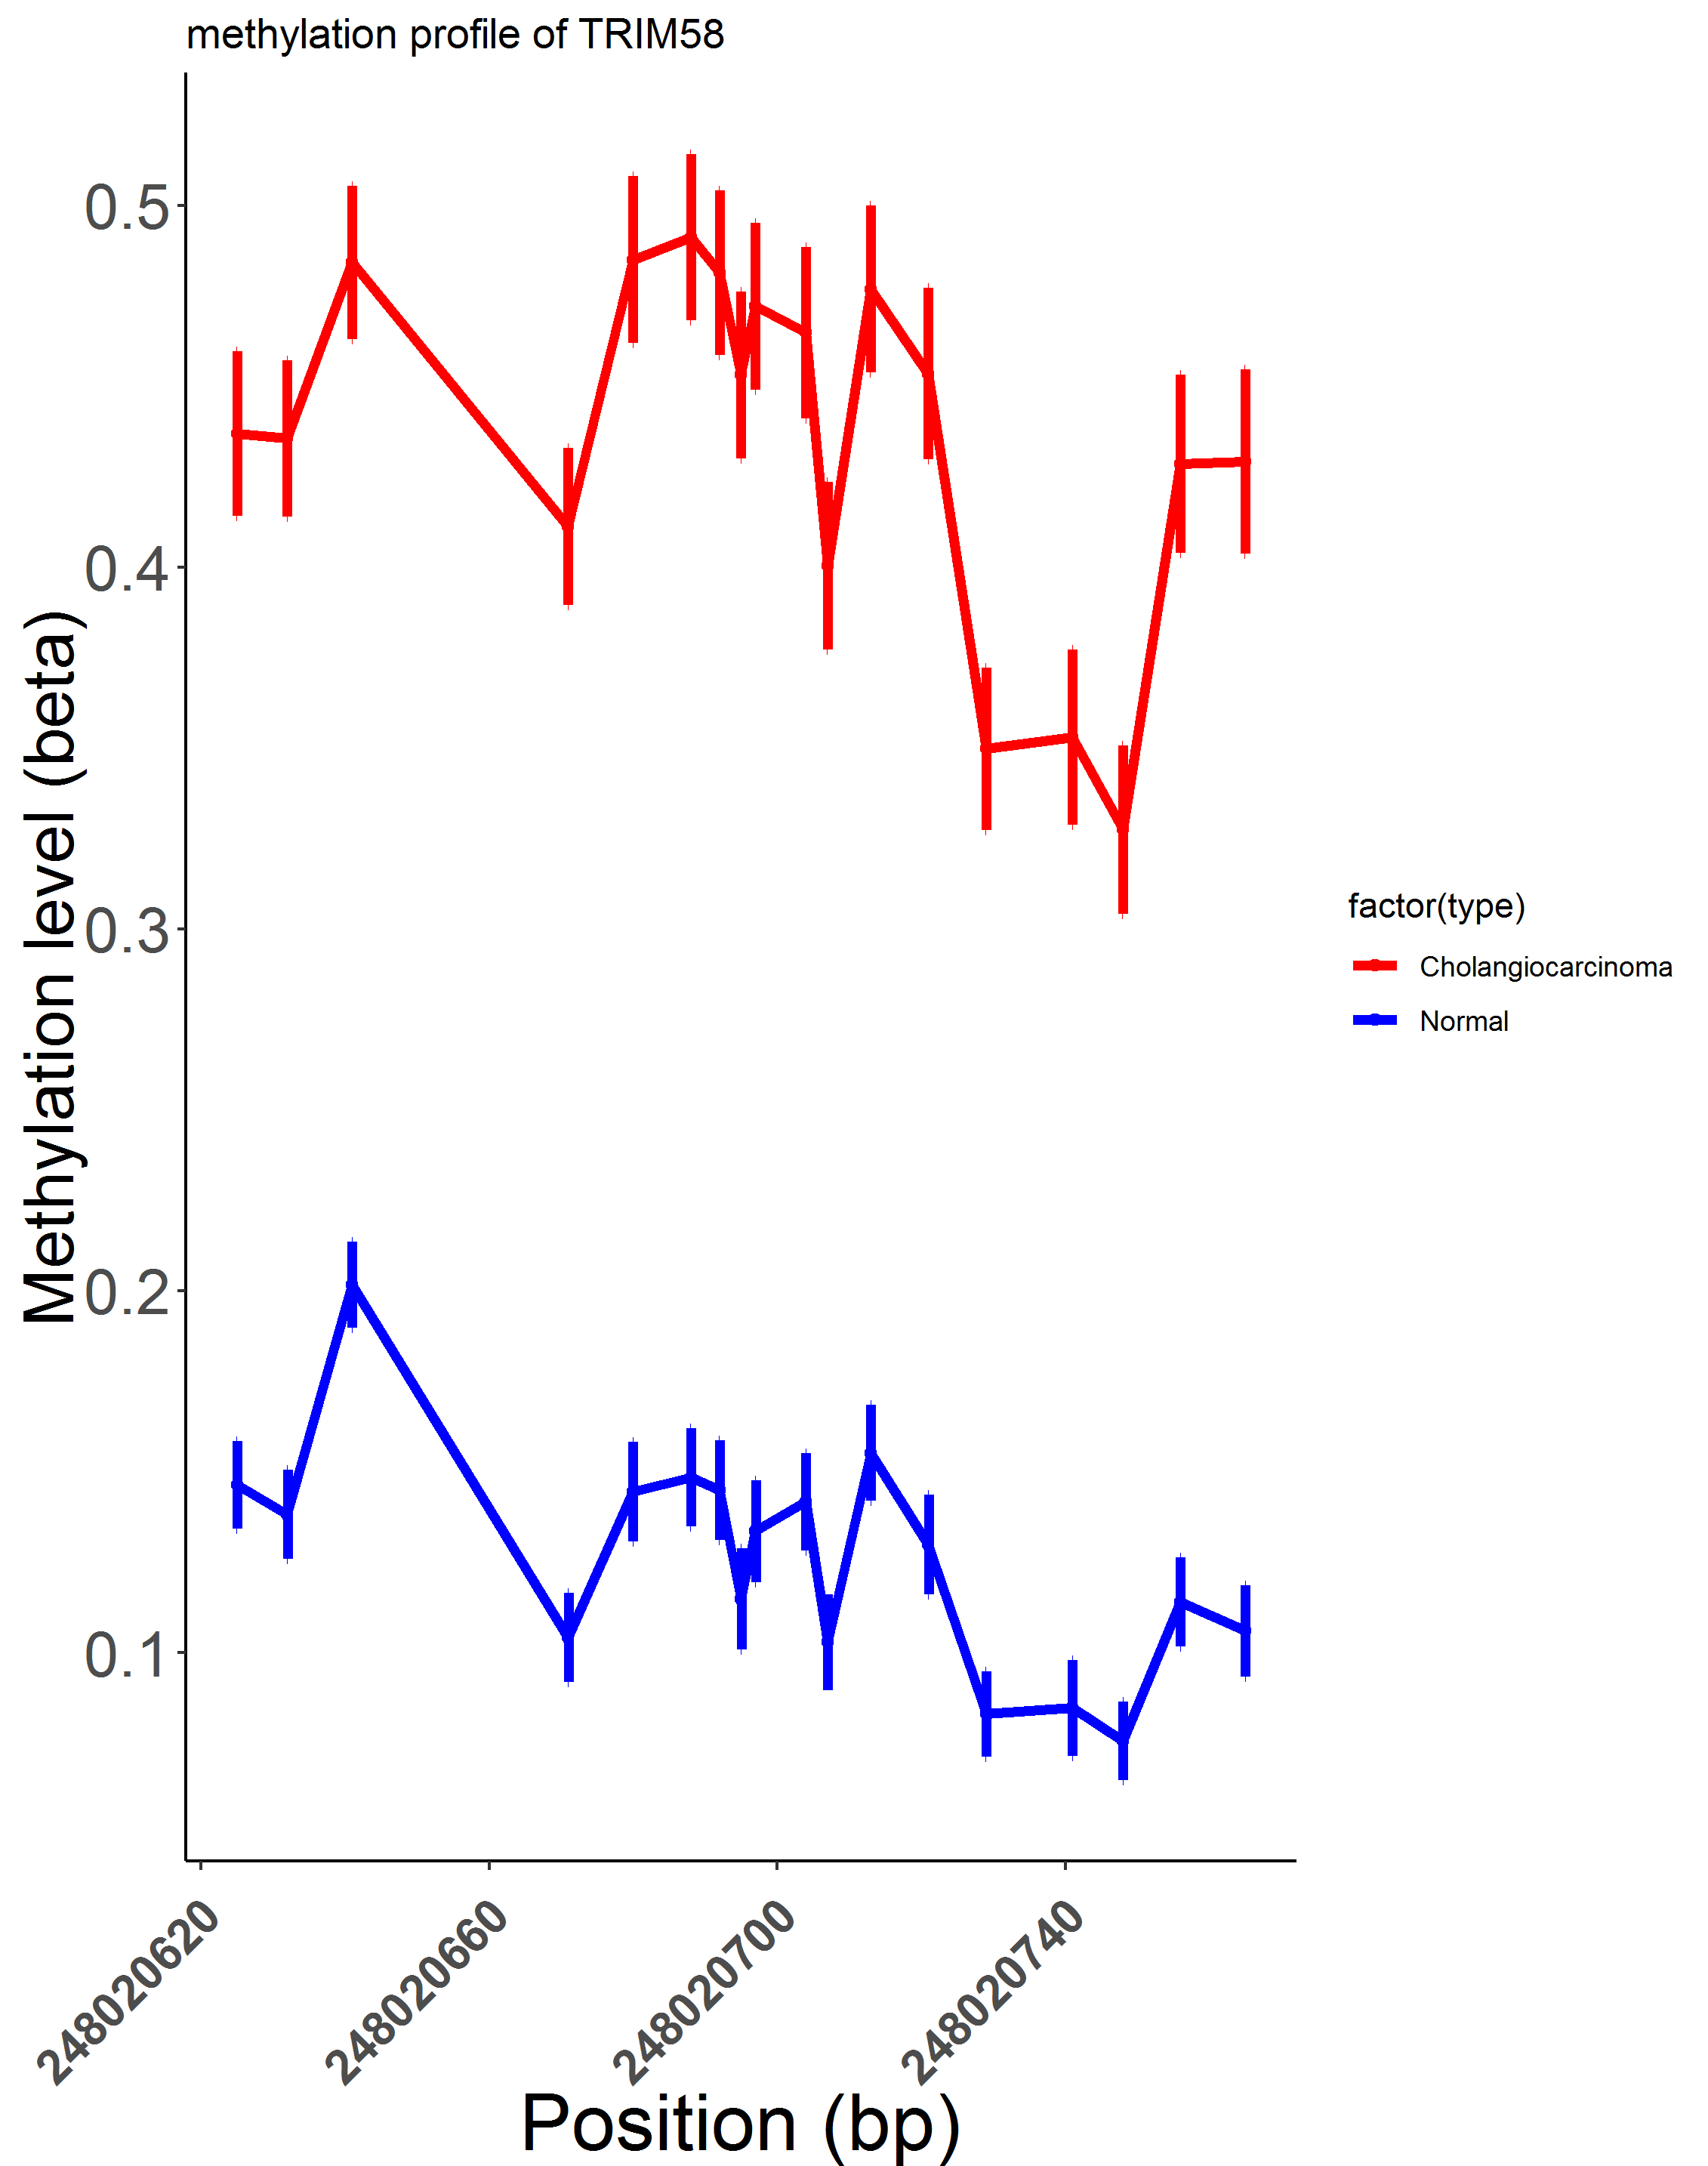 methylation profile of TRIM58
Methylation level (beta)
0.5
0.4
0.3
0.2
0.1
248020620
248020660
248020700
248020740
Position (bp)
factor(type)
Cholangiocarcinoma
Normal